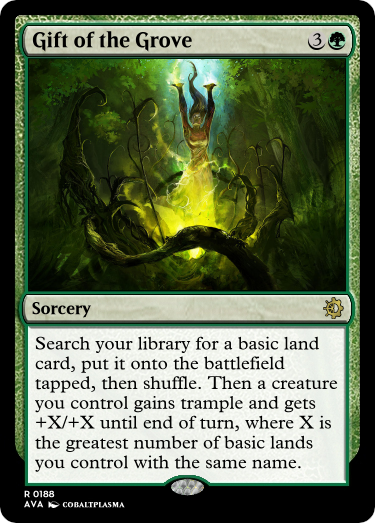 Gift of the Grove 3
Sorcery
Search your library for a basic land
card, put it onto the battlefield
tapped, then shuffle. Then a creature
you control gains trample and gets
+X/+X until end of turn, where X is
the greatest number of basic lands
you control with the same name.
R 0188
AVA COBALTPLASMA